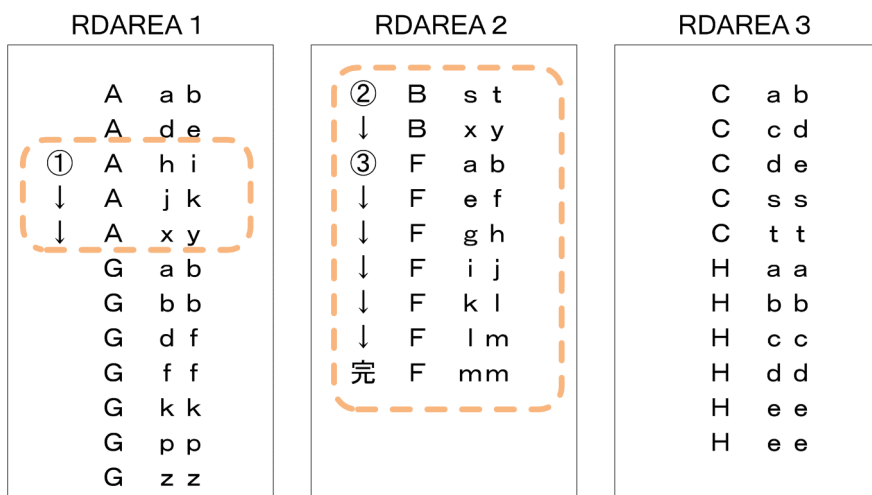 RDAREA 1
A a b
A d e
① A h i
↓ A j k
↓ A x y
G a b
G b b
G d f
G f f
G k k
G p p
G z z
RDAREA 2
② B s t
↓ B x y
③ F a b
↓ F e f
↓ F g h
↓ F i j
↓ F k l
↓ F l m
完 F mm
RDAREA 3
C a b
C c d
C d e
C s s
C t t
H a a
H b b
H c c
H d d
H e e
H e e